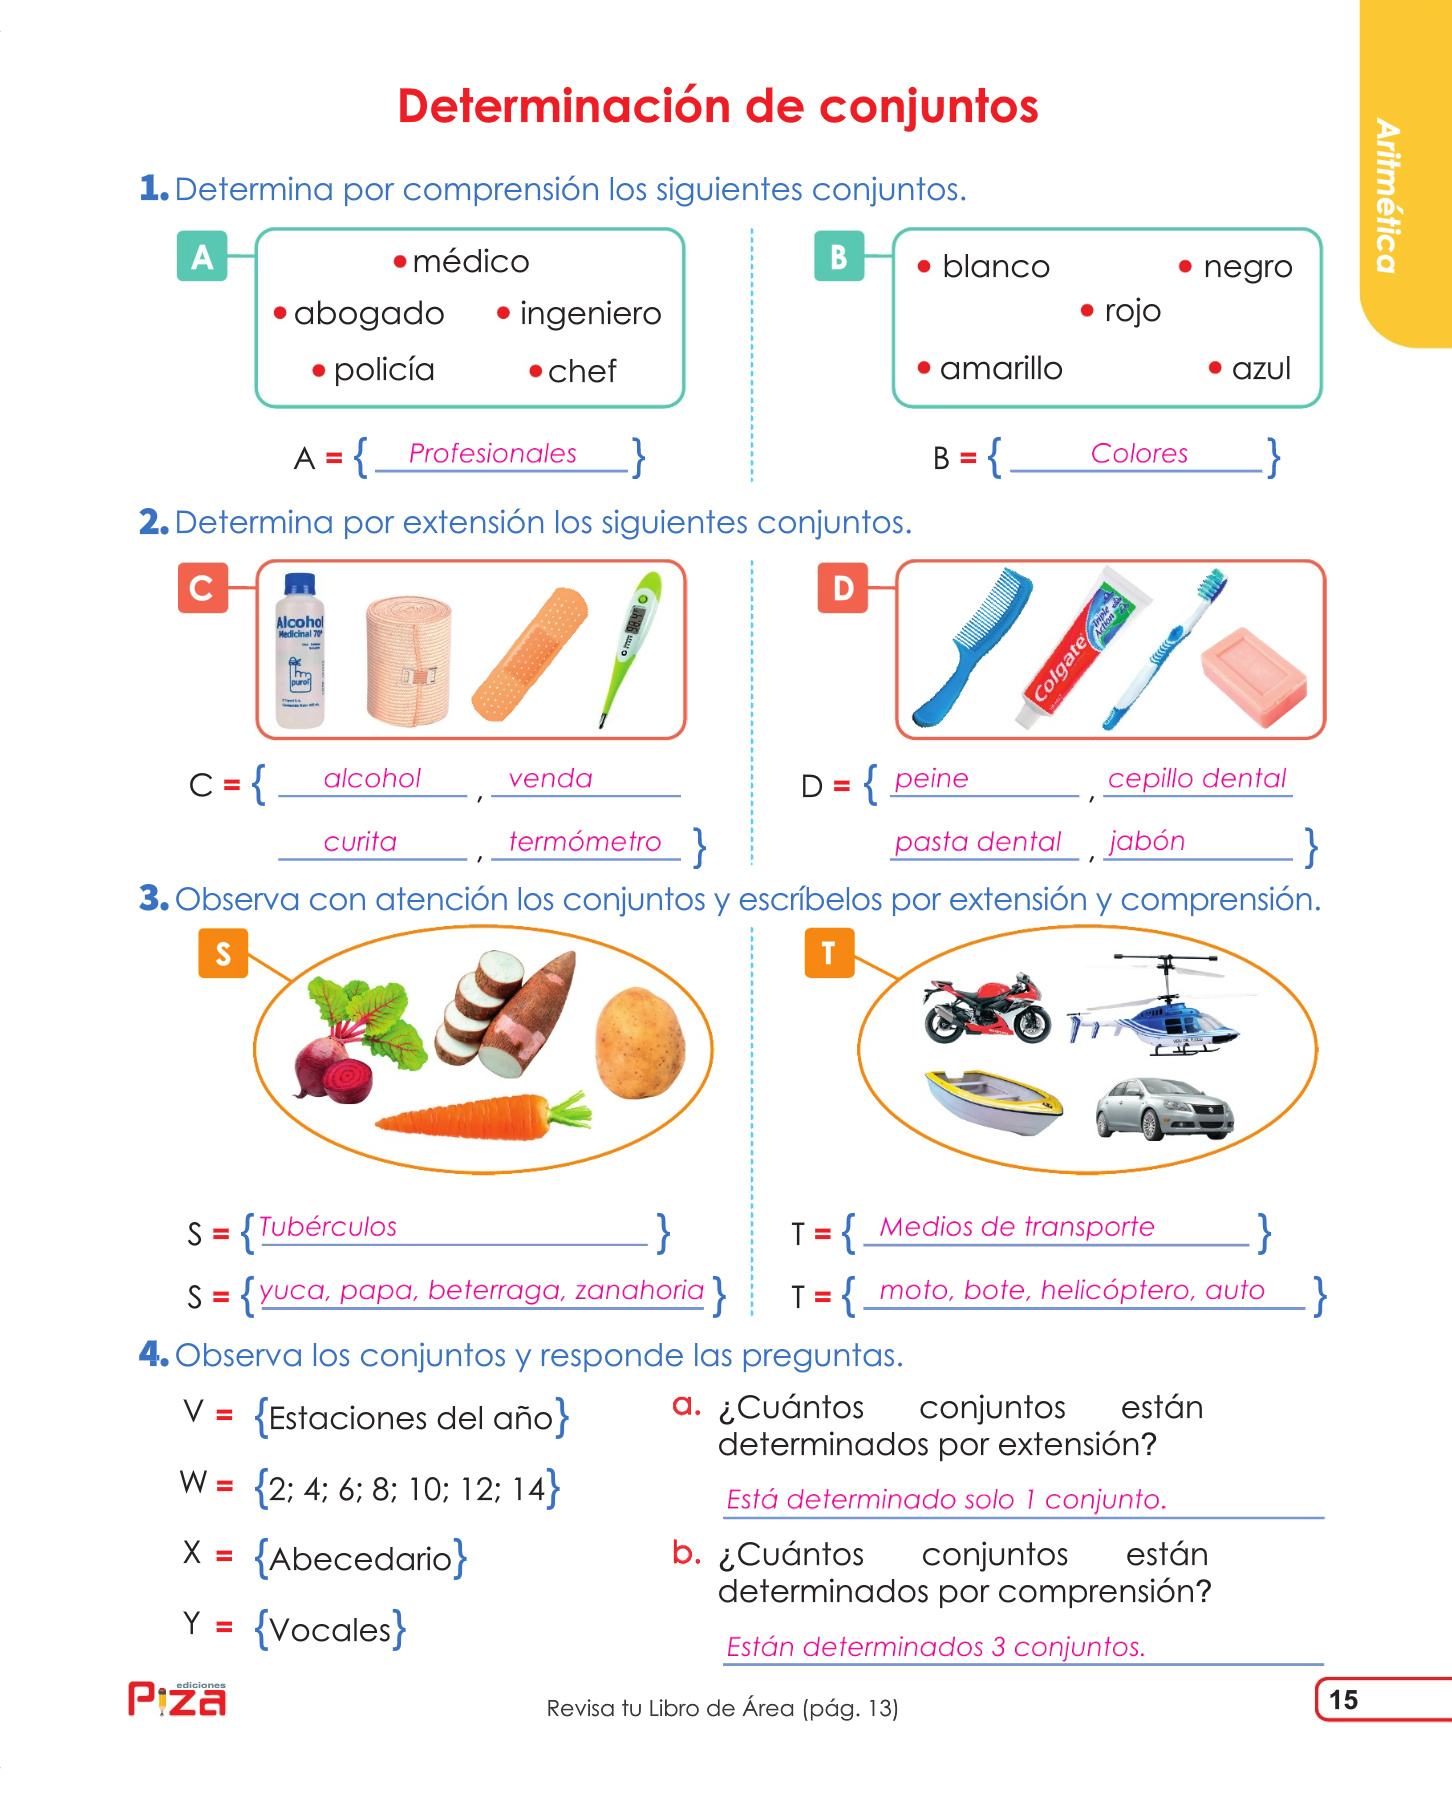 Aritmética
Determinación de conjuntos
1. Determina por comprensión los siguientes conjuntos.
A
• médico
• abogado • ingeniero
• policía • chef
A = { Profesionales }
B
• blanco • negro
• rojo
• amarillo • azul
B = { Colores }
2. Determina por extensión los siguientes conjuntos.
C
Alcohol
Medicinal 70°
purol
98.4
C = { alcohol , venda
curita , termómetro }
D
Colgate
Triple
Action
D = { peine , cepillo dental
pasta dental , jabón }
3. Observa con atención los conjuntos y escríbelos por extensión y comprensión.
S
S = { Tubérculos }
S = { yuca, papa, beterraga, zanahoria }
T
T = { Medios de transporte }
T = { moto, bote, helicóptero, auto }
4. Observa los conjuntos y responde las preguntas.
V = {Estaciones del año}
W = {2; 4; 6; 8; 10; 12; 14}
X = {Abecedario}
Y = {Vocales}
a. ¿Cuántos conjuntos están
determinados por extensión?
Está determinado solo 1 conjunto.
b. ¿Cuántos conjuntos están
determinados por comprensión?
Están determinados 3 conjuntos.
ediciones
Piza
Revisa tu Libro de Área (pág. 13)
15